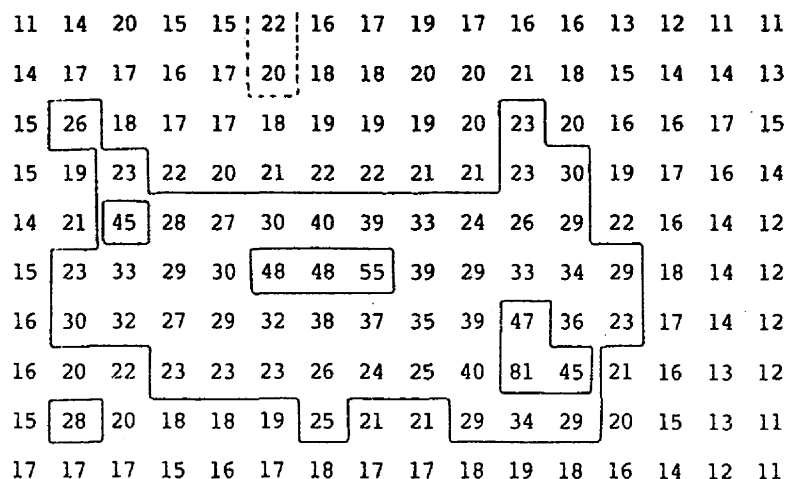 11 14 20 15 15 22 16 17 19 17 16 16 13 12 11 11
14 17 17 16 17 20 18 18 20 20 21 18 15 14 14 13
15 26 18 17 17 18 19 19 19 20 23 20 16 16 17 15
15 19 23 22 20 21 22 22 21 21 23 30 19 17 16 14
14 21 45 28 27 30 40 39 33 24 26 29 22 16 14 12
15 23 33 29 30 48 48 55 39 29 33 34 29 18 14 12
16 30 32 27 29 32 38 37 35 39 47 36 23 17 14 12
16 20 22 23 23 23 26 24 25 40 81 45 21 16 13 12
15 28 20 18 18 19 25 21 21 29 34 29 20 15 13 11
17 17 17 15 16 17 18 17 17 18 19 18 16 14 12 11